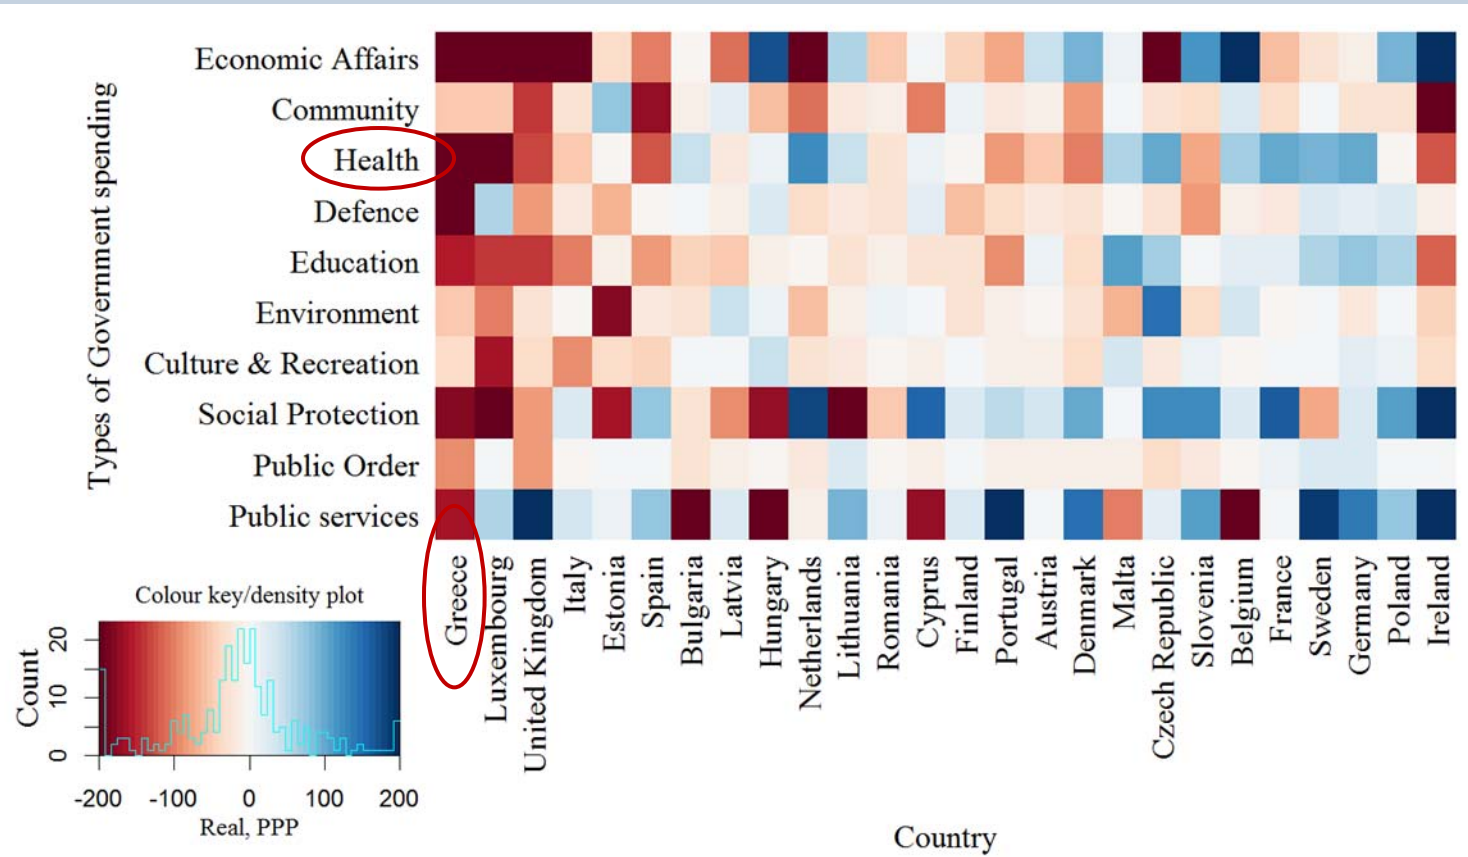 Types of Government spending
Economic Affairs
Community
Health
Defence
Education
Environment
Culture & Recreation
Social Protection
Public Order
Public services
Greece
Luxembourg
United Kingdom
Italy
Estonia
Spain
Bulgaria
Latvia
Hungary
Netherlands
Lithuania
Romania
Cyprus
Finland
Portugal
Austria
Denmark
Malta
Czech Republic
Slovenia
Belgium
France
Sweden
Germany
Poland
Ireland
Country
Colour key/density plot
Count
20
10
0
-200 -100 0 100 200
Real, PPP